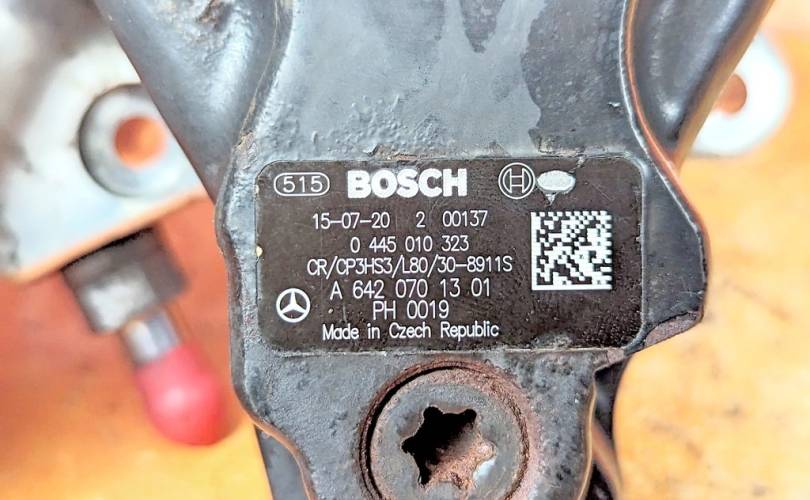 515 BOSCH H
15-07-20 2 00137
0 445 010 323
CR/CP3HS3/L80/30-8911S
A 642 070 13 01
PH 0019
Made in Czech Republic